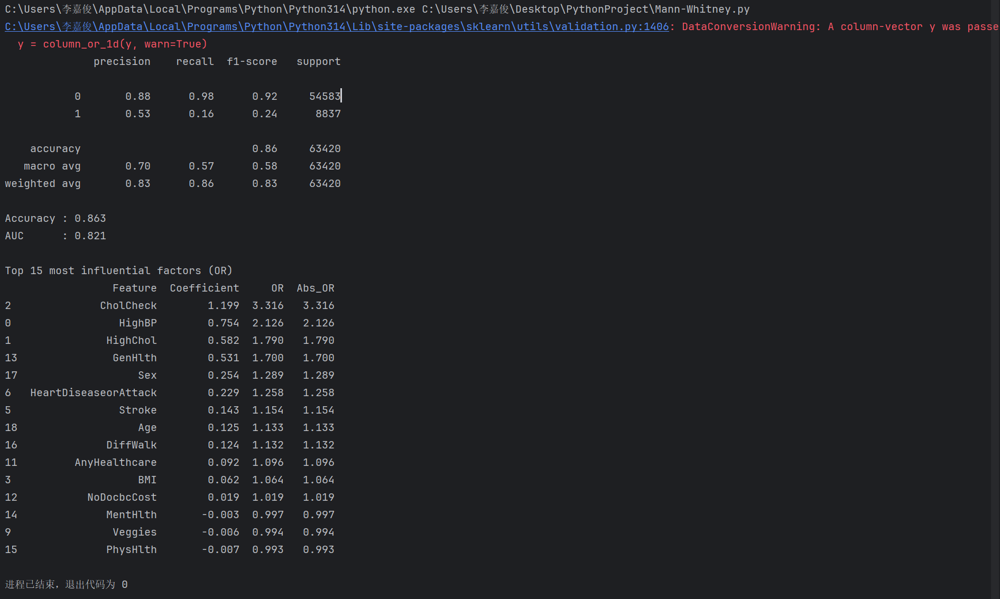 C:\Users\李嘉俊\AppData\Local\Programs\Python\Python314\python.exe C:\Users\李嘉俊\Desktop\PythonProject\Mann-Whitney.py
C:\Users\李嘉俊\AppData\Local\Programs\Python\Python314\Lib\site-packages\sklearn\utils\validation.py:1406: DataConversionWarning: A column-vector y was passe
  y = column_or_1d(y, warn=True)
              precision    recall  f1-score   support
           0       0.88      0.98      0.92     54583
           1       0.53      0.16      0.24      8837
    accuracy                           0.86     63420
   macro avg       0.70      0.57      0.58     63420
weighted avg       0.83      0.86      0.83     63420
Accuracy : 0.863
AUC      : 0.821
Top 15 most influential factors (OR)
                 Feature  Coefficient     OR  Abs_OR
2              CholCheck        1.199  3.316   3.316
0                 HighBP        0.754  2.126   2.126
1               HighChol        0.582  1.790   1.790
13               GenHlth        0.531  1.700   1.700
17                   Sex        0.254  1.289   1.289
6   HeartDiseaseorAttack        0.229  1.258   1.258
5                 Stroke        0.143  1.154   1.154
18                   Age        0.125  1.133   1.133
16              DiffWalk        0.124  1.132   1.132
11         AnyHealthcare        0.092  1.096   1.096
3                    BMI        0.062  1.064   1.064
12           NoDocbcCost        0.019  1.019   1.019
14              MentHlth       -0.003  0.997   0.997
9                Veggies       -0.006  0.994   0.994
15              PhysHlth       -0.007  0.993   0.993
进程已结束，退出代码为 0